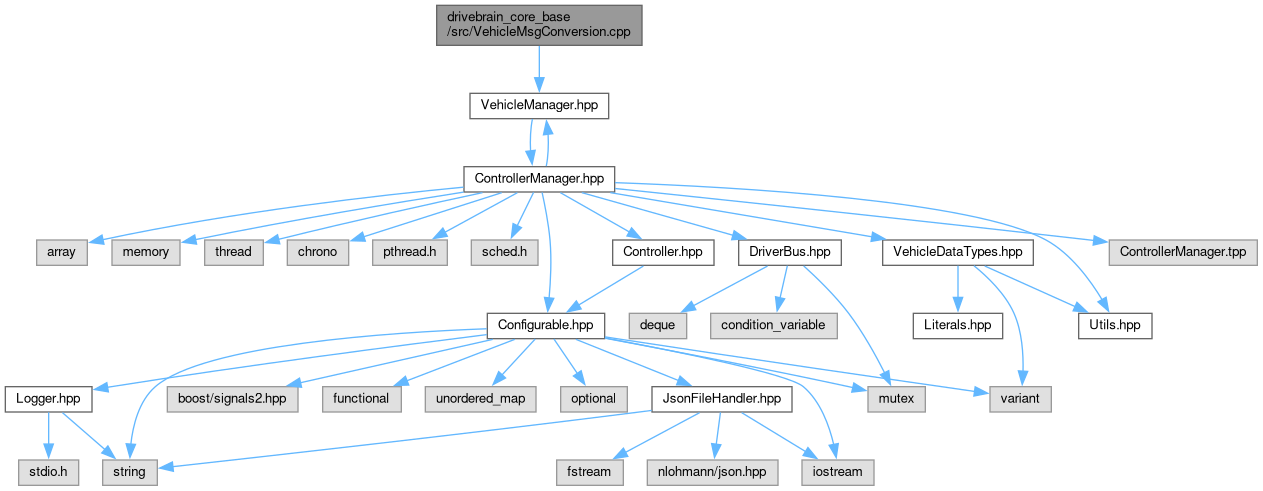 drivebrain_core_base
/src/VehicleMsgConversion.cpp
VehicleManager.hpp
ControllerManager.hpp
array
memory
thread
chrono
pthread.h
sched.h
Controller.hpp
DriverBus.hpp
VehicleDataTypes.hpp
ControllerManager.tpp
Configurable.hpp
deque
condition_variable
Literals.hpp
Utils.hpp
Logger.hpp
boost/signals2.hpp
functional
unordered_map
optional
JsonFileHandler.hpp
mutex
variant
stdio.h
string
fstream
nlohmann/json.hpp
iostream